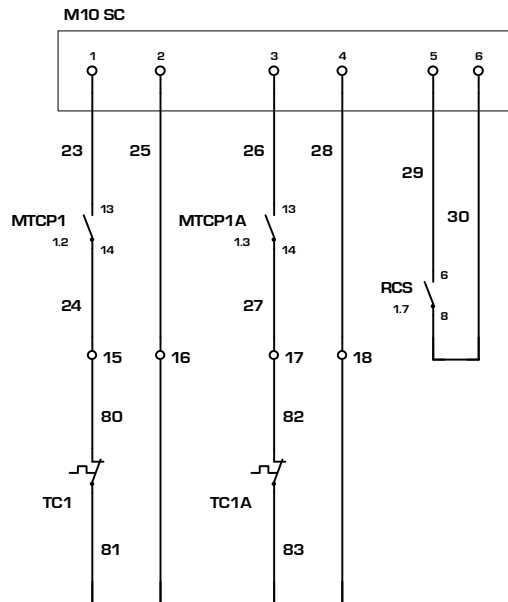 M10 SC
1 2 3 4 5 6
23 25 26 28
29
13 13
MTCP1 MTCP1A 30
1.2 14 1.3 14
6
RCS
24 27 1.7 8
15 16 17 18
80 82
TC1 TC1A
81 83